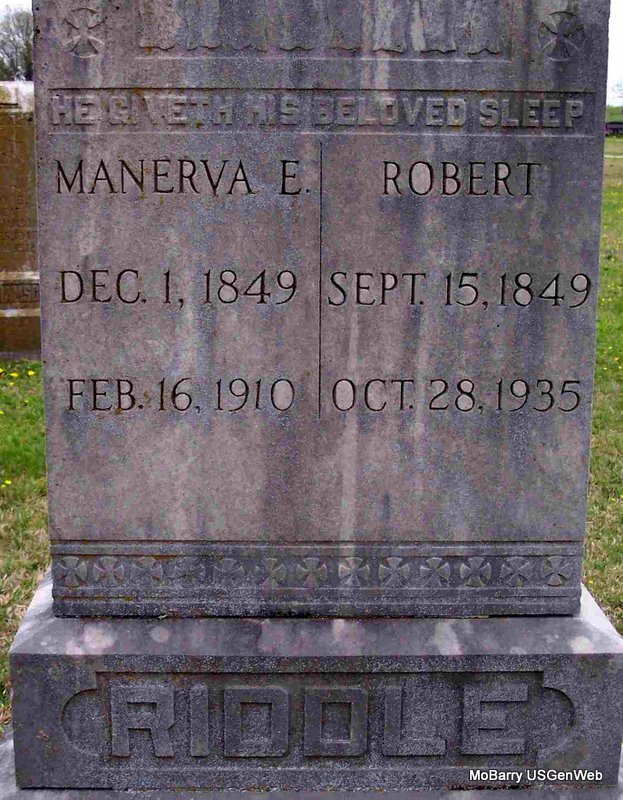 HE GIVETH HIS BELOVED SLEEP
MANERVA E.
DEC. 1, 1849
FEB. 16, 1910
ROBERT
SEPT. 15, 1849
OCT. 28, 1935
RIDDLE
MoBarry USGenWeb